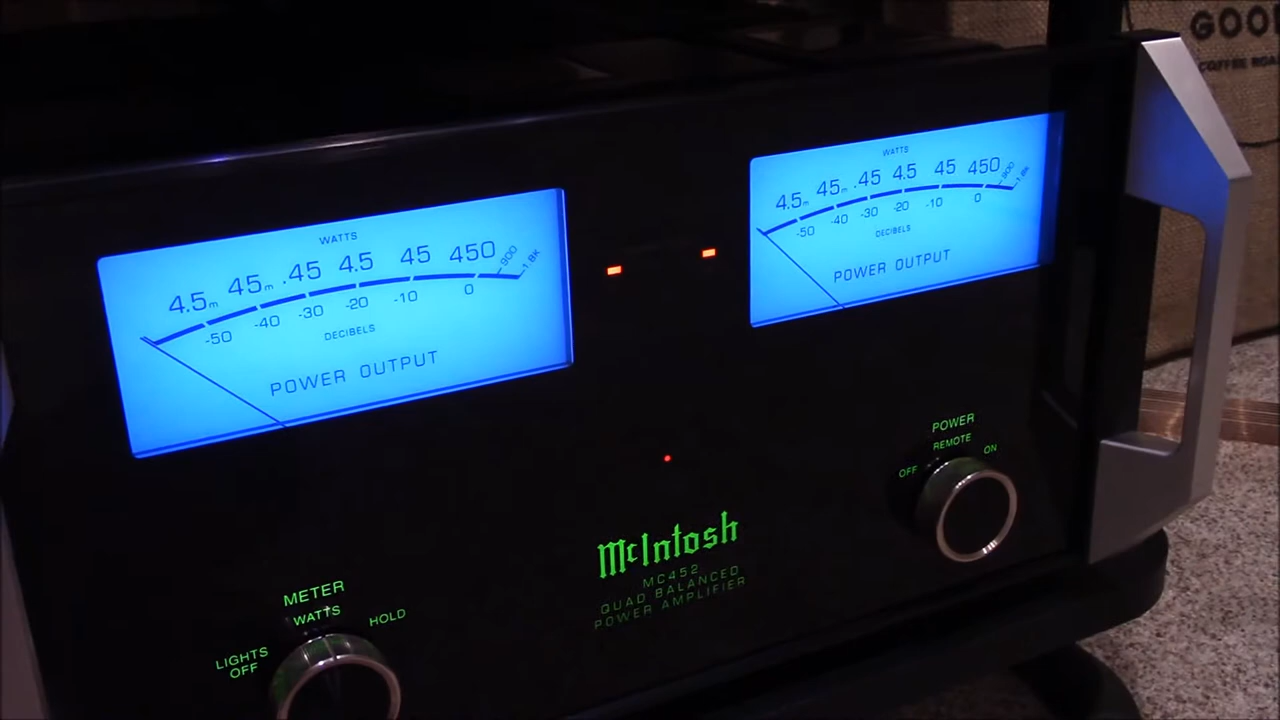 GOO
COFFEE ROA
WATTS
4.5m 45m .45 4.5 45 450 900 1.8K
-50 -40 -30 -20 -10 0
DECIBELS
POWER OUTPUT
WATTS
4.5m 45m .45 4.5 45 450 900 1.8K
-50 -40 -30 -20 -10 0
DECIBELS
POWER OUTPUT
POWER
REMOTE
OFF ON
McIntosh
MC452
QUAD BALANCED
POWER AMPLIFIER
METER
WATTS
LIGHTS OFF HOLD